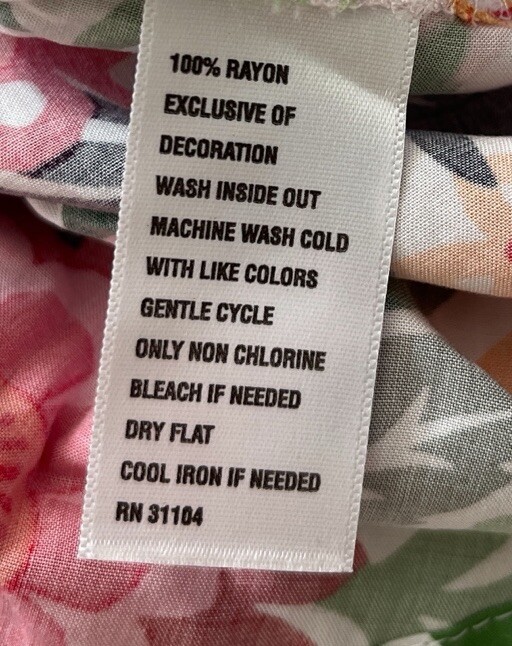 100% RAYON
EXCLUSIVE OF
DECORATION
WASH INSIDE OUT
MACHINE WASH COLD
WITH LIKE COLORS
GENTLE CYCLE
ONLY NON CHLORINE
BLEACH IF NEEDED
DRY FLAT
COOL IRON IF NEEDED
RN 31104